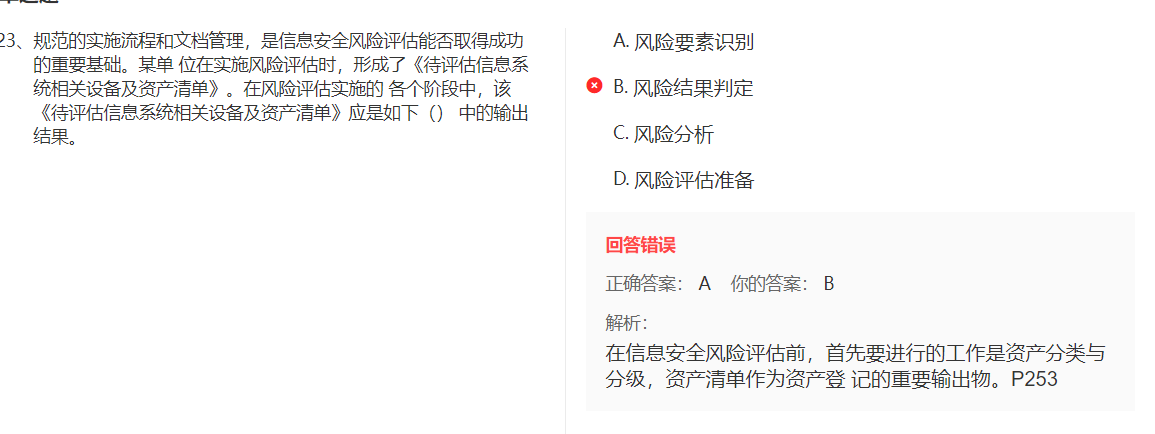 23、规范的实施流程和文档管理，是信息安全风险评估能否取得成功
的重要基础。某单 位在实施风险评估时，形成了《待评估信息系
统相关设备及资产清单》。在风险评估实施的 各个阶段中，该
《待评估信息系统相关设备及资产清单》应是如下（） 中的输出
结果。
A. 风险要素识别
B. 风险结果判定
C. 风险分析
D. 风险评估准备
回答错误
正确答案： A 你的答案： B
解析：
在信息安全风险评估前，首先要进行的工作是资产分类与
分级，资产清单作为资产登 记的重要输出物。P253